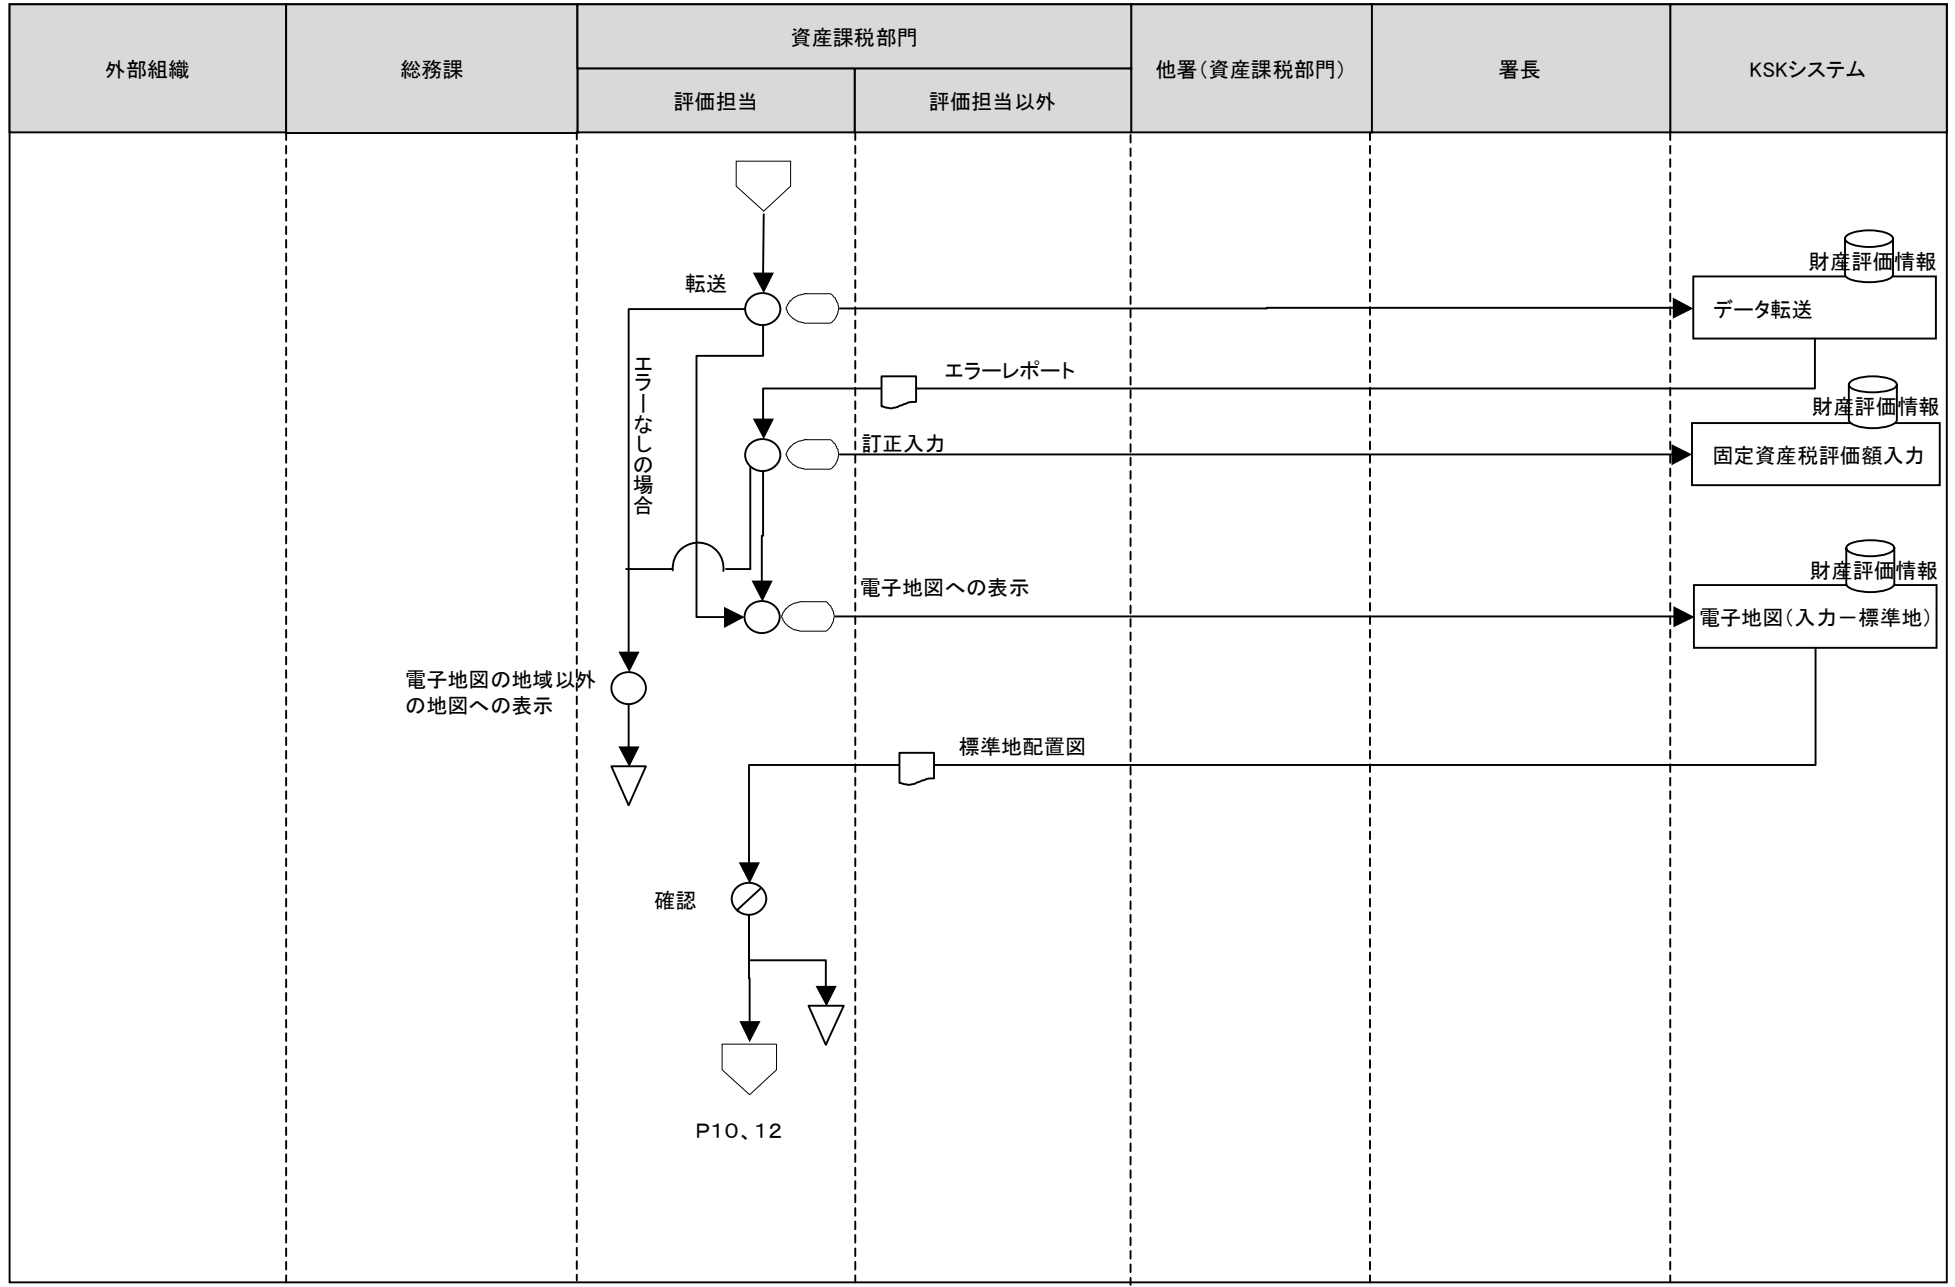 外部組織
総務課
資産課税部門
評価担当
評価担当以外
他署(資産課税部門)
署長
KSKシステム
財産評価情報
転送
データ転送
エラーなしの場合
エラーレポート
財産評価情報
訂正入力
固定資産税評価額入力
財産評価情報
電子地図への表示
電子地図(入力－標準地)
電子地図の地域以外
の地図への表示
標準地配置図
確認
P10、12